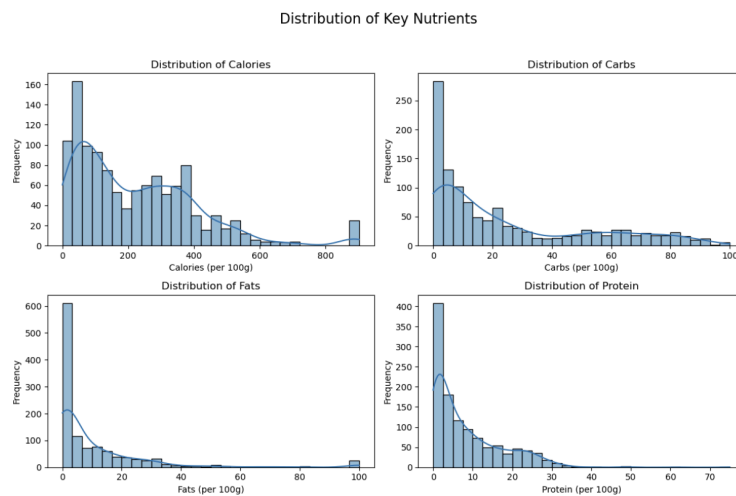 Distribution of Key Nutrients
Distribution of Calories
Distribution of Carbs
160
140
120
100
80
60
40
20
0
Frequency
0 200 400 600 800
Calories (per 100g)
250
200
150
100
50
0
Frequency
0 20 40 60 80 100
Carbs (per 100g)
Distribution of Fats
Distribution of Protein
600
500
400
300
200
100
0
Frequency
0 20 40 60 80 100
Fats (per 100g)
400
350
300
250
200
150
100
50
0
Frequency
0 10 20 30 40 50 60 70
Protein (per 100g)